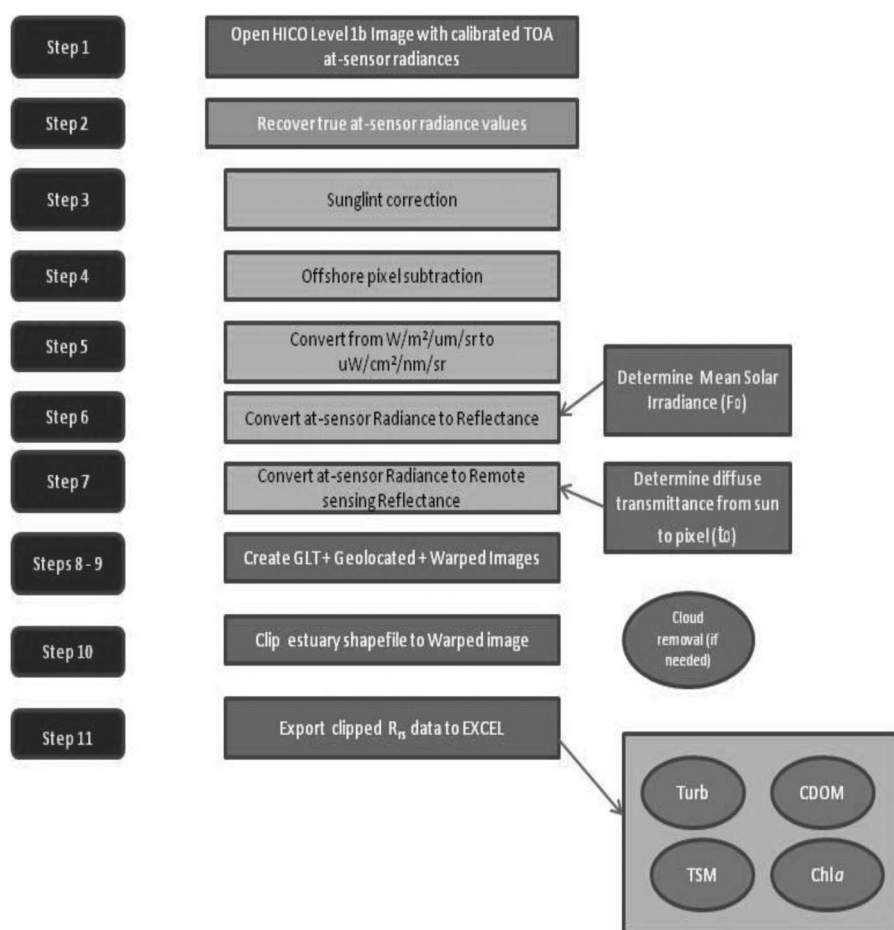 Step 1
Open HICO Level 1b Image with calibrated TOA
at-sensor radiances
Step 2
Recover true at-sensor radiance values
Step 3
Sunglint correction
Step 4
Offshore pixel subtraction
Step 5
Convert from W/m²/um/sr to
uW/cm²/nm/sr
Step 6
Convert at-sensor Radiance to Reflectance
Determine Mean Solar
Irradiance (F₀)
Step 7
Convert at-sensor Radiance to Remote
sensing Reflectance
Determine diffuse
transmittance from sun
to pixel (t₀)
Steps 8 - 9
Create GLT + Geolocated + Warped Images
Step 10
Clip estuary shapefile to Warped image
Cloud
removal (if
needed)
Step 11
Export clipped Rrs data to EXCEL
Turb
CDOM
TSM
Chl a